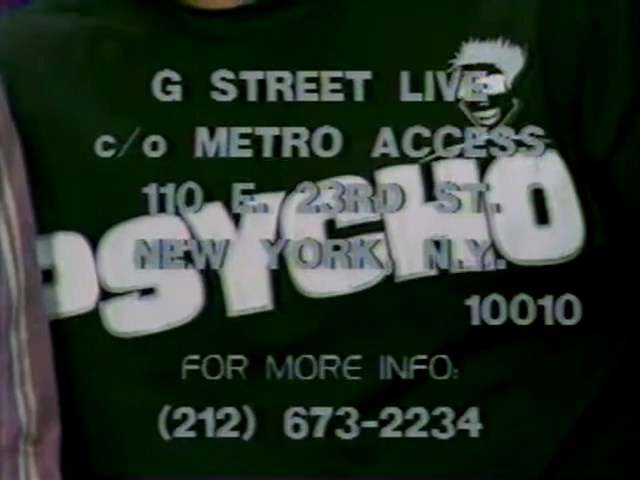 G STREET LIVE
c/o METRO ACCESS
110 E. 23RD ST.
NEW YORK, N.Y.
10010
FOR MORE INFO:
(212) 673-2234
PSYCHO